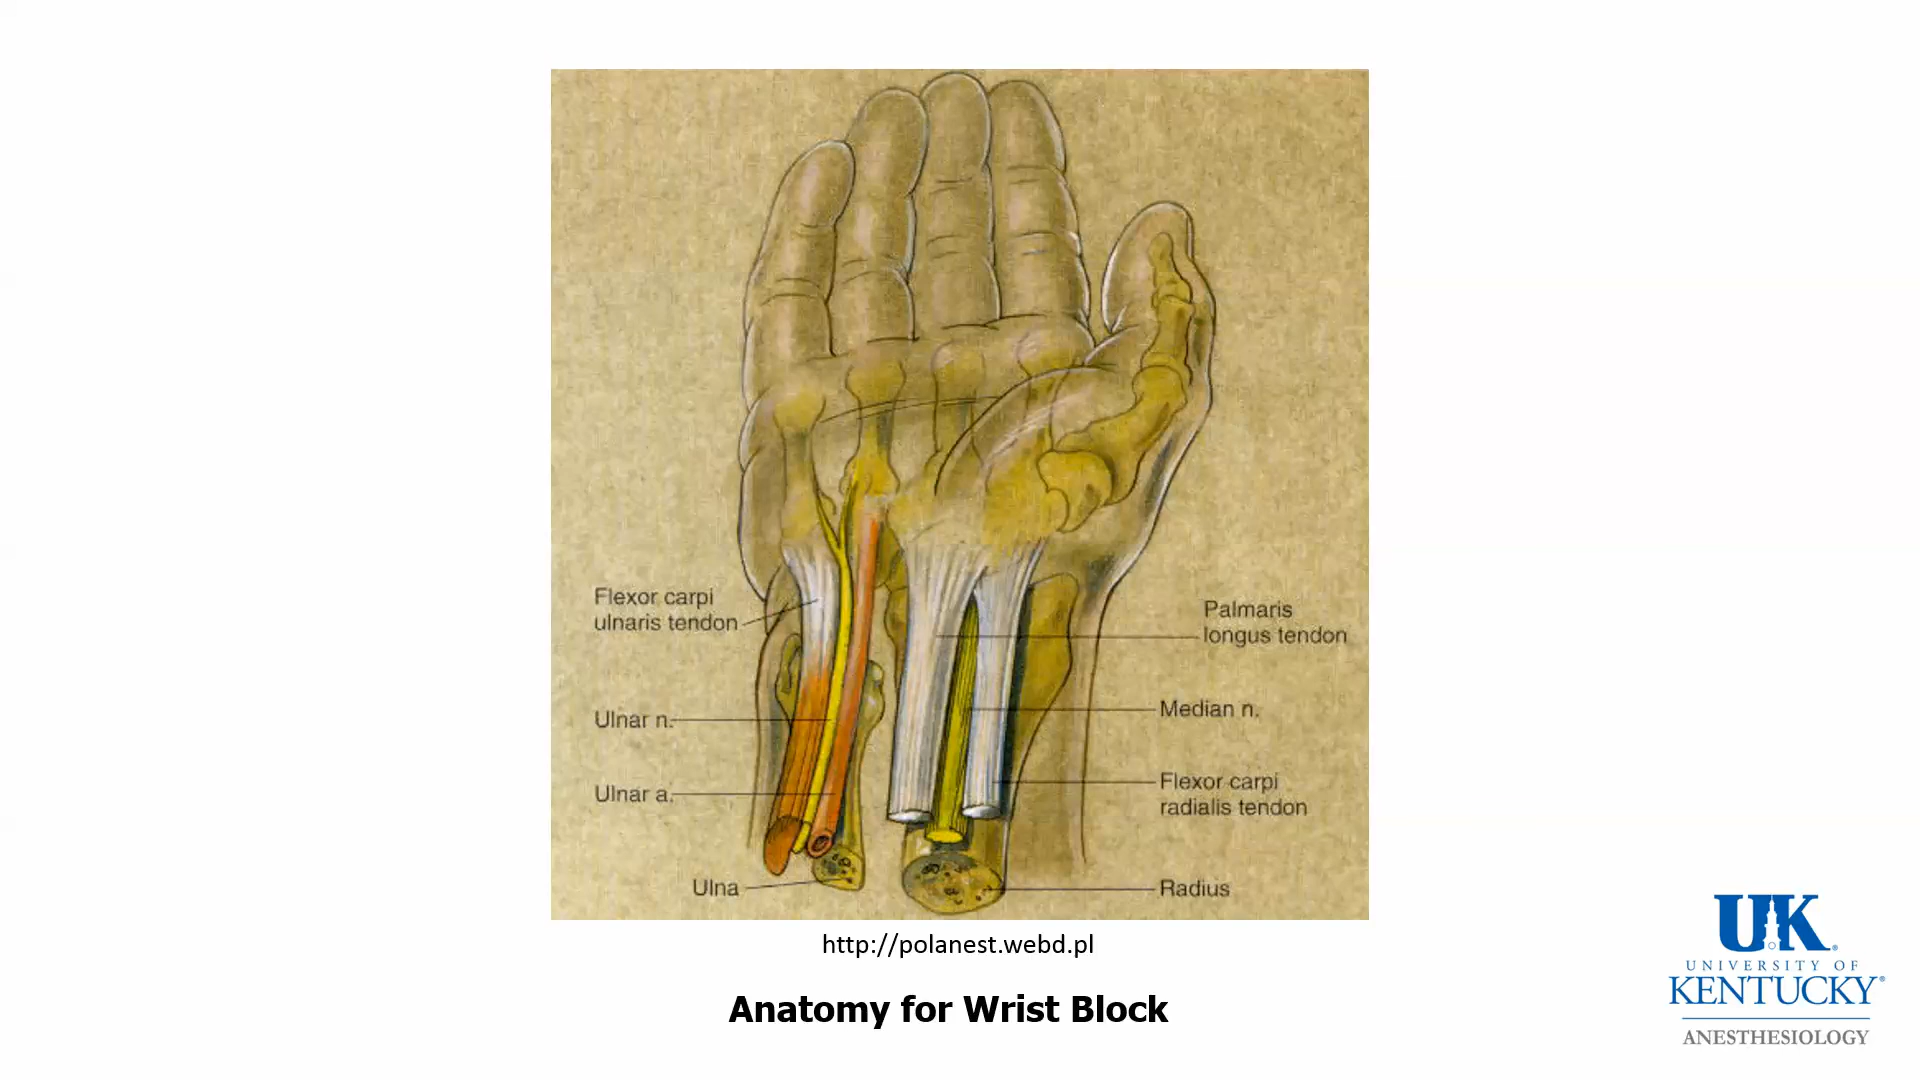 Flexor carpi
ulnaris tendon
Palmaris
longus tendon
Ulnar n.
Median n.
Ulnar a.
Flexor carpi
radialis tendon
Ulna
Radius
http://polanest.webd.pl
Anatomy for Wrist Block
UK
UNIVERSITY OF
KENTUCKY®
ANESTHESIOLOGY